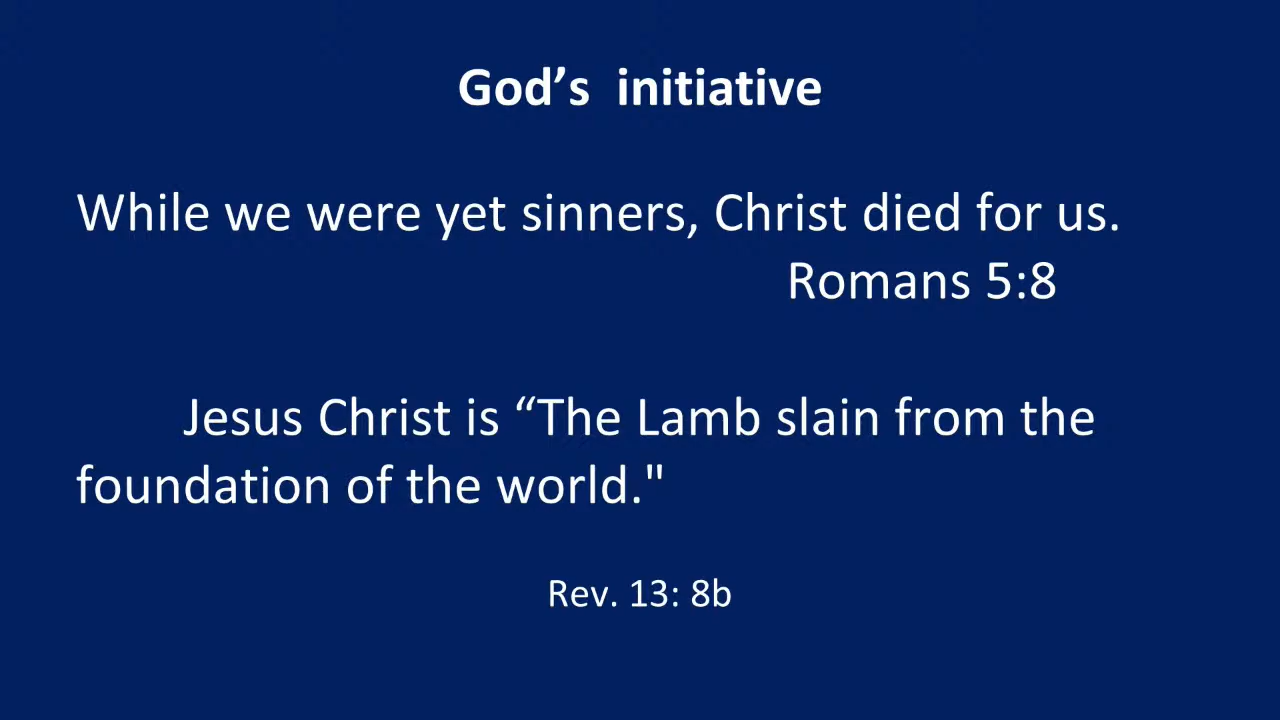 God’s  initiative
While we were yet sinners, Christ died for us.
Romans 5:8
Jesus Christ is “The Lamb slain from the
foundation of the world."
Rev. 13: 8b